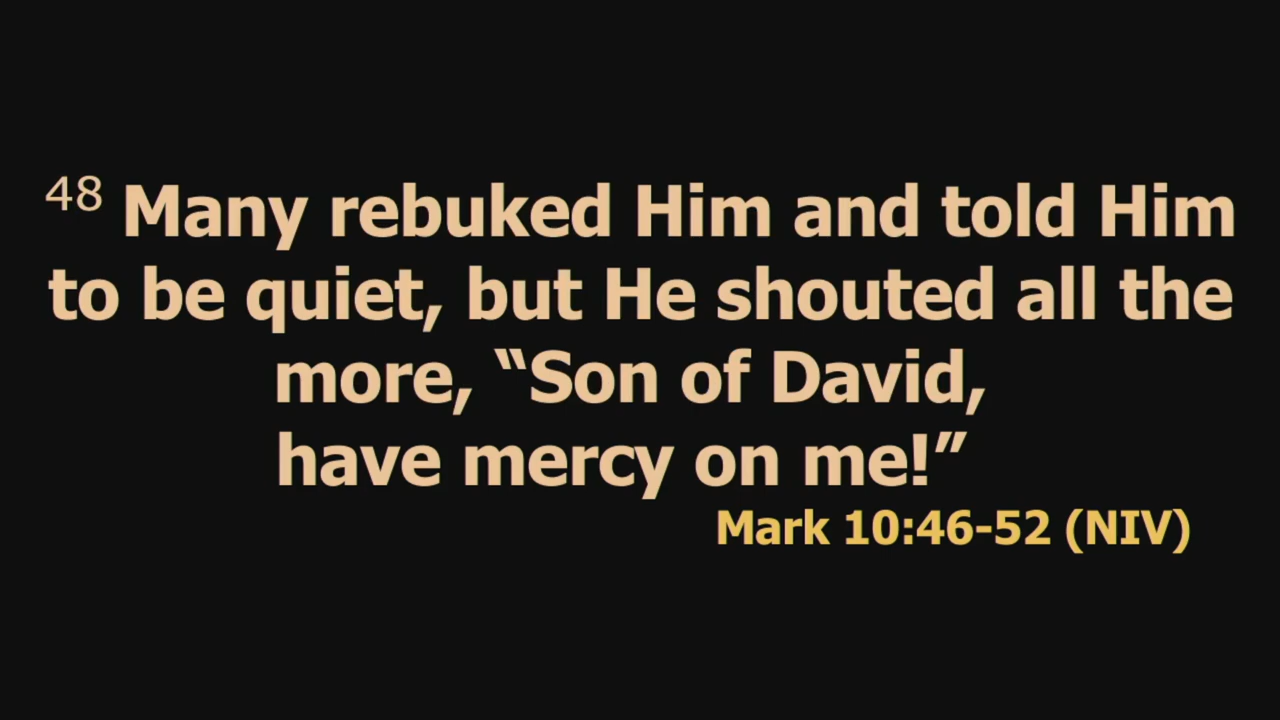 48 Many rebuked Him and told Him
to be quiet, but He shouted all the
more, “Son of David,
have mercy on me!”
Mark 10:46-52 (NIV)